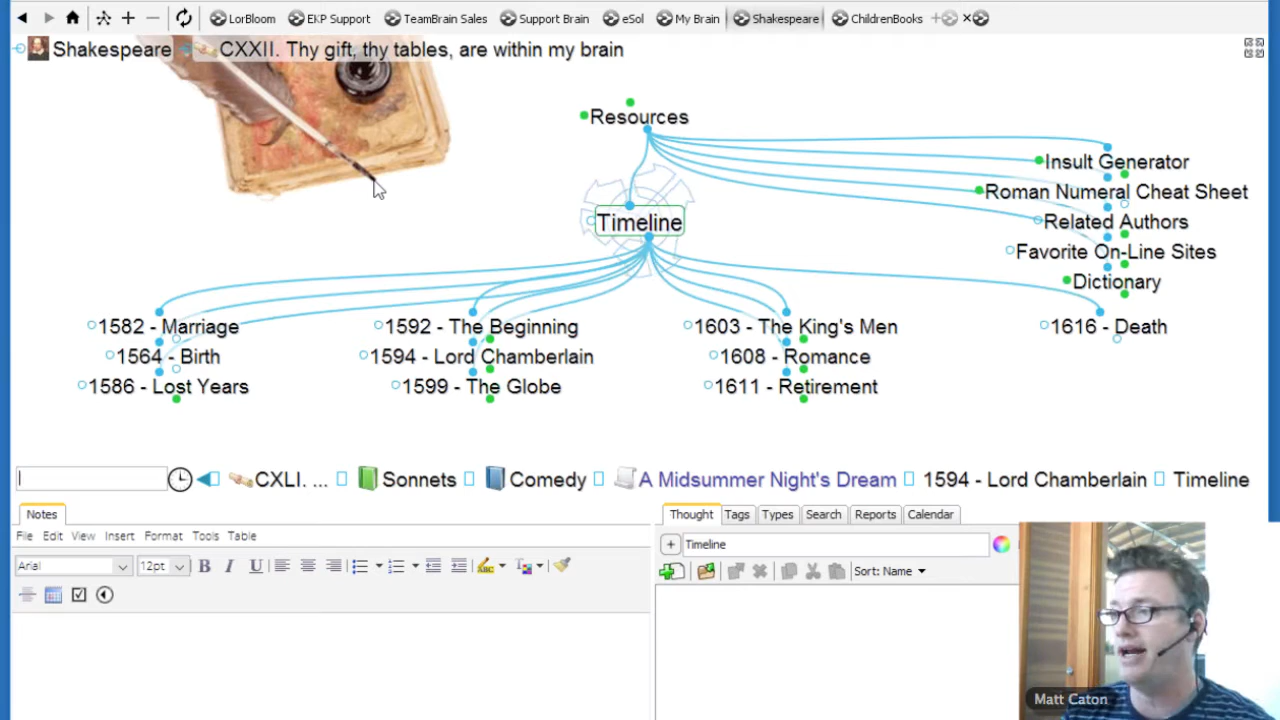 LorBloom EKP Support TeamBrain Sales Support Brain eSol My Brain Shakespeare ChildrenBooks
Shakespeare CXXII. Thy gift, thy tables, are within my brain
Resources
Insult Generator
Roman Numeral Cheat Sheet
Related Authors
Favorite On-Line Sites
Dictionary
Timeline
1582 - Marriage 1592 - The Beginning 1603 - The King's Men 1616 - Death
1564 - Birth 1594 - Lord Chamberlain 1608 - Romance
1586 - Lost Years 1599 - The Globe 1611 - Retirement
CXLI. ... Sonnets Comedy A Midsummer Night's Dream 1594 - Lord Chamberlain Timeline
Notes Thought Tags Types Search Reports Calendar
File Edit View Insert Format Tools Table
Timeline
Arial 12pt B I U ABC T
Sort: Name
Matt Caton